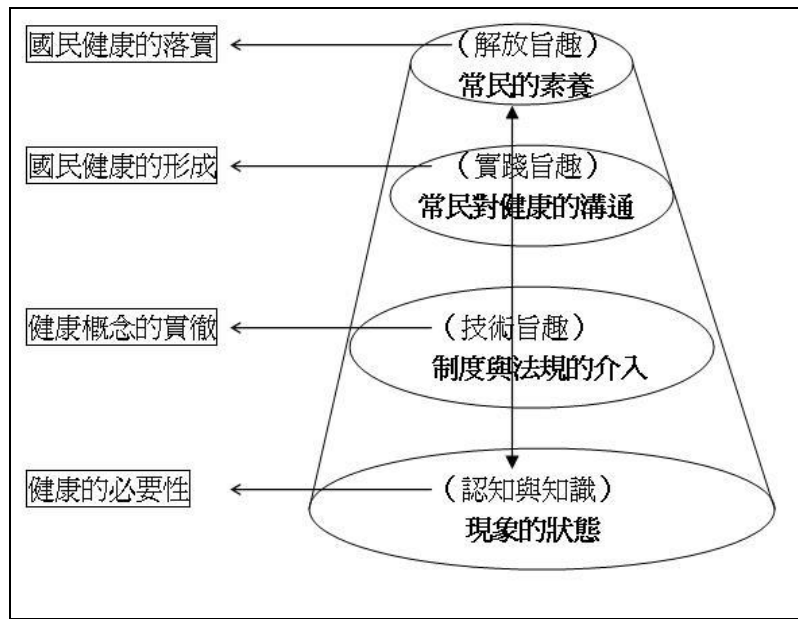 國民健康的落實
（解放旨趣）
常民的素養
國民健康的形成
（實踐旨趣）
常民對健康的溝通
健康概念的貫徹
（技術旨趣）
制度與法規的介入
健康的必要性
（認知與知識）
現象的狀態